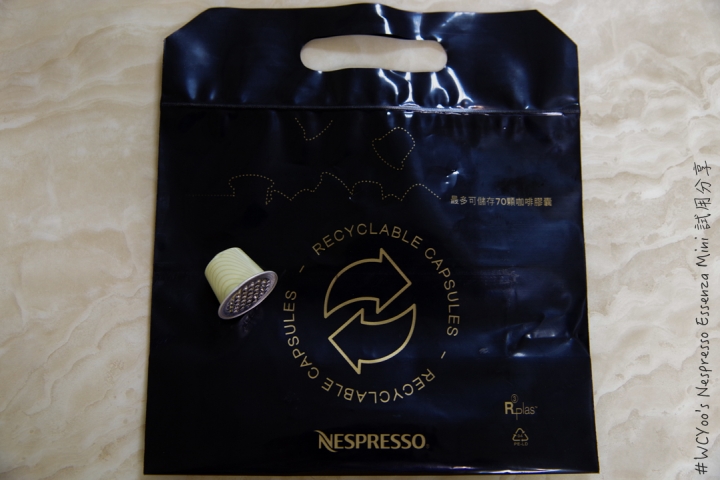 最多可儲存70顆咖啡膠囊
RECYCLABLE CAPSULES – RECYCLABLE CAPSULES –
R3plas™
NESPRESSO
#WCYoo's Nespresso Essenza Mini 試用分享